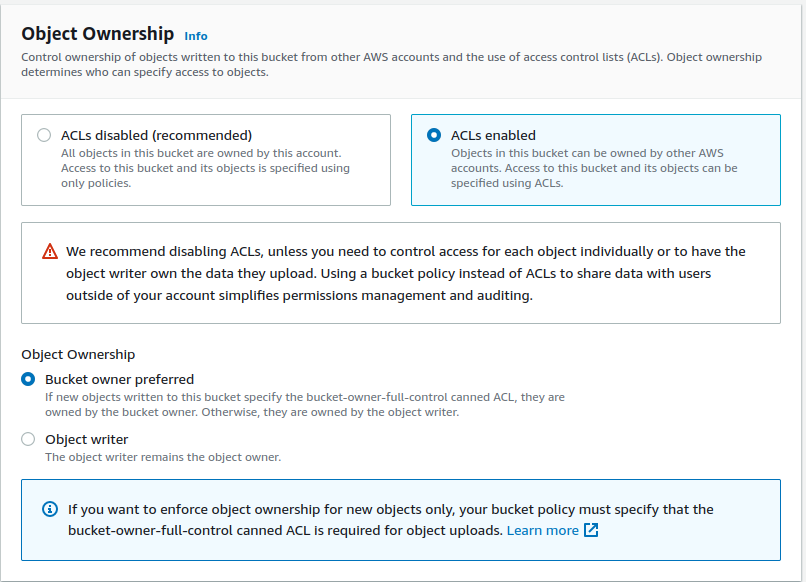 Object Ownership Info
Control ownership of objects written to this bucket from other AWS accounts and the use of access control lists (ACLs). Object ownership
determines who can specify access to objects.
ACLs disabled (recommended)
All objects in this bucket are owned by this account.
Access to this bucket and its objects is specified using
only policies.
ACLs enabled
Objects in this bucket can be owned by other AWS
accounts. Access to this bucket and its objects can be
specified using ACLs.
We recommend disabling ACLs, unless you need to control access for each object individually or to have the
object writer own the data they upload. Using a bucket policy instead of ACLs to share data with users
outside of your account simplifies permissions management and auditing.
Object Ownership
Bucket owner preferred
If new objects written to this bucket specify the bucket-owner-full-control canned ACL, they are
owned by the bucket owner. Otherwise, they are owned by the object writer.
Object writer
The object writer remains the object owner.
If you want to enforce object ownership for new objects only, your bucket policy must specify that the
bucket-owner-full-control canned ACL is required for object uploads. Learn more